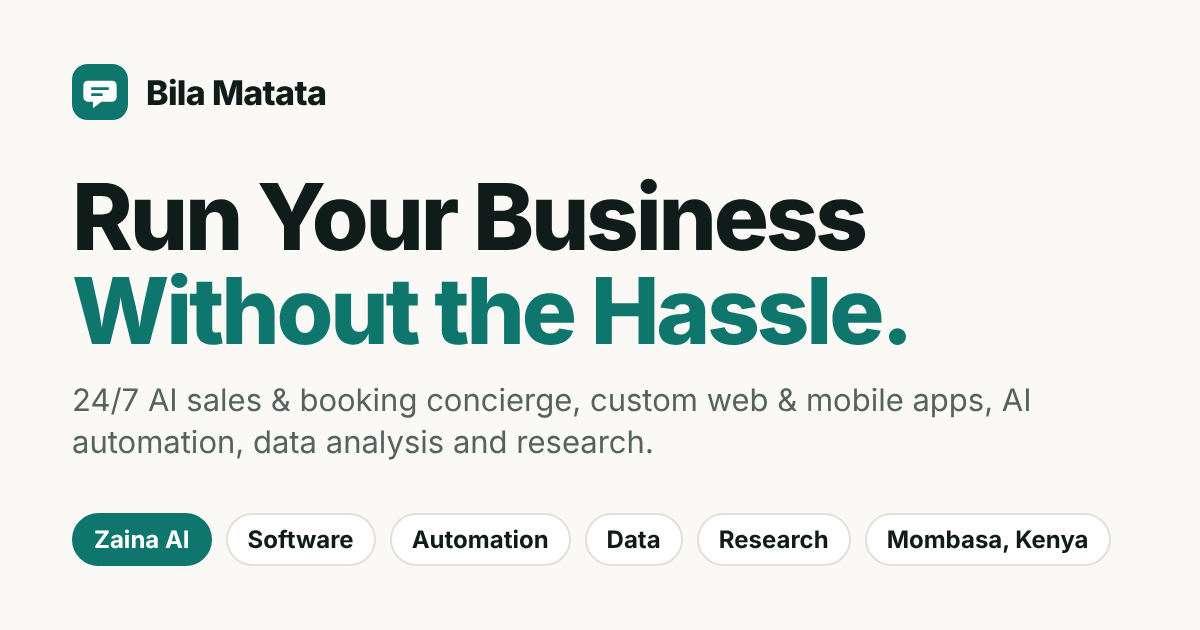 Bila Matata
Run Your Business
Without the Hassle.
24/7 AI sales & booking concierge, custom web & mobile apps, AI
automation, data analysis and research.
Zaina AI
Software
Automation
Data
Research
Mombasa, Kenya